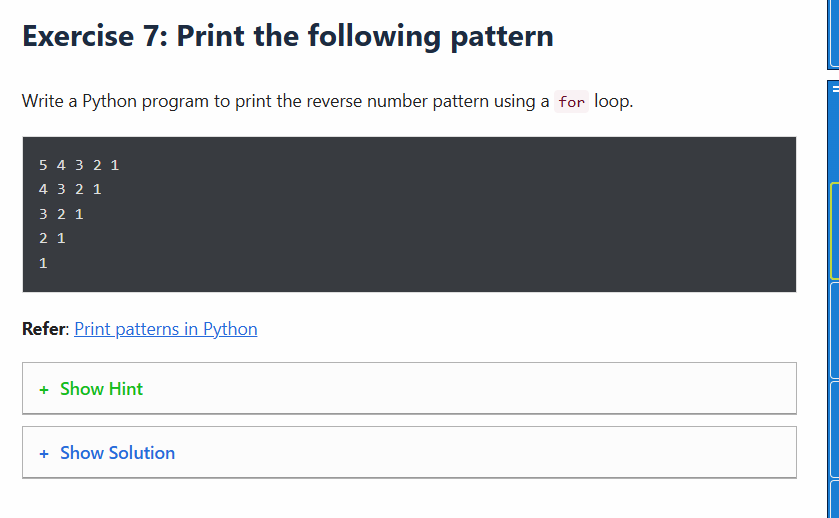 Exercise 7: Print the following pattern
Write a Python program to print the reverse number pattern using a for loop.
5 4 3 2 1
4 3 2 1
3 2 1
2 1
1
Refer: Print patterns in Python
+ Show Hint
+ Show Solution